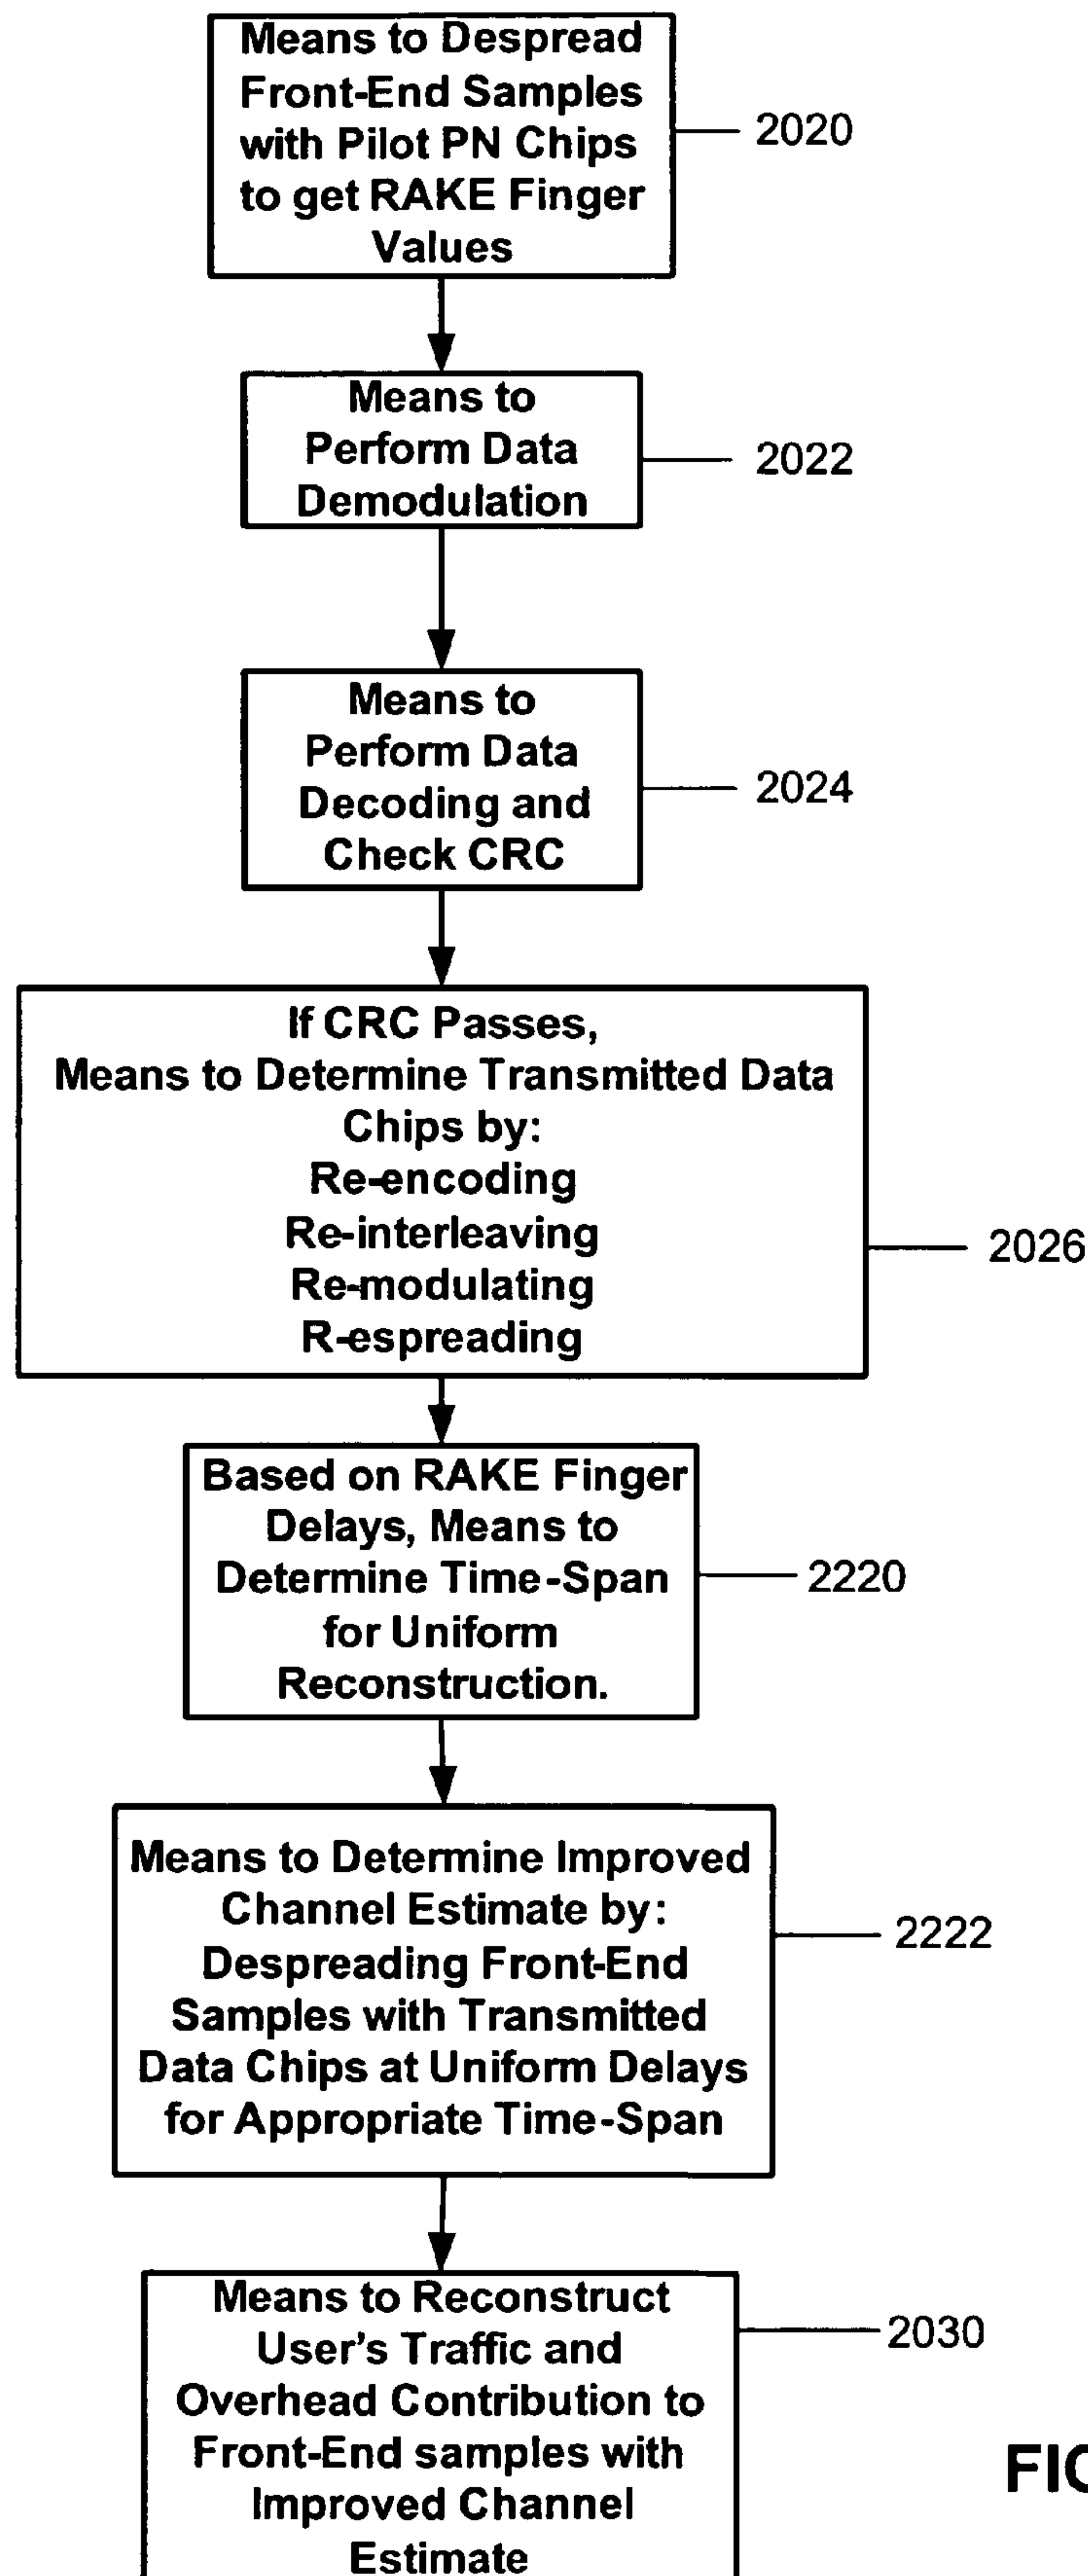 Means to Despread
Front-End Samples
with Pilot PN Chips
to get RAKE Finger
Values
2020
Means to
Perform Data
Demodulation
2022
Means to
Perform Data
Decoding and
Check CRC
2024
If CRC Passes,
Means to Determine Transmitted Data
Chips by:
Re-encoding
Re-interleaving
Re-modulating
R-espreading
2026
Based on RAKE Finger
Delays, Means to
Determine Time-Span
for Uniform
Reconstruction.
2220
Means to Determine Improved
Channel Estimate by:
Despreading Front-End
Samples with Transmitted
Data Chips at Uniform Delays
for Appropriate Time-Span
2222
Means to Reconstruct
User's Traffic and
Overhead Contribution to
Front-End samples with
Improved Channel
Estimate
2030